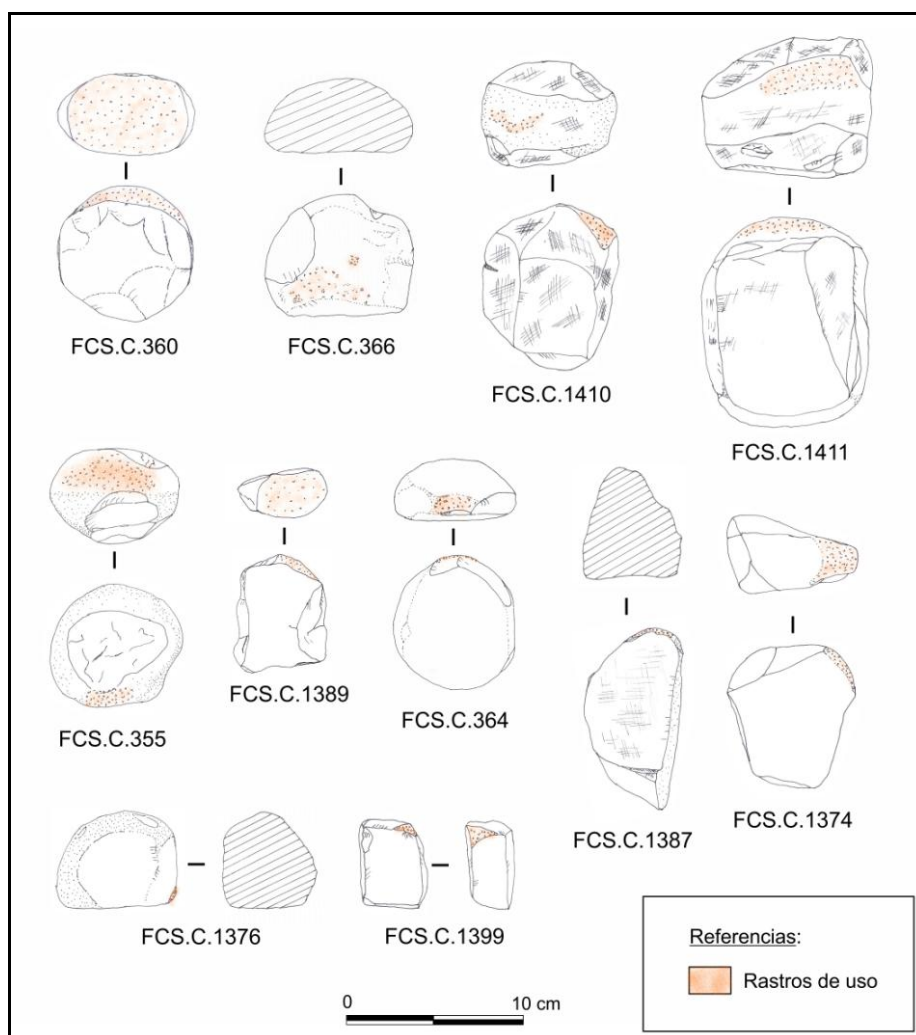 FCS.C.360
FCS.C.366
FCS.C.1410
FCS.C.1411
FCS.C.355
FCS.C.1389
FCS.C.364
FCS.C.1387
FCS.C.1374
FCS.C.1376
FCS.C.1399
Referencias:
Rastros de uso
0 10 cm